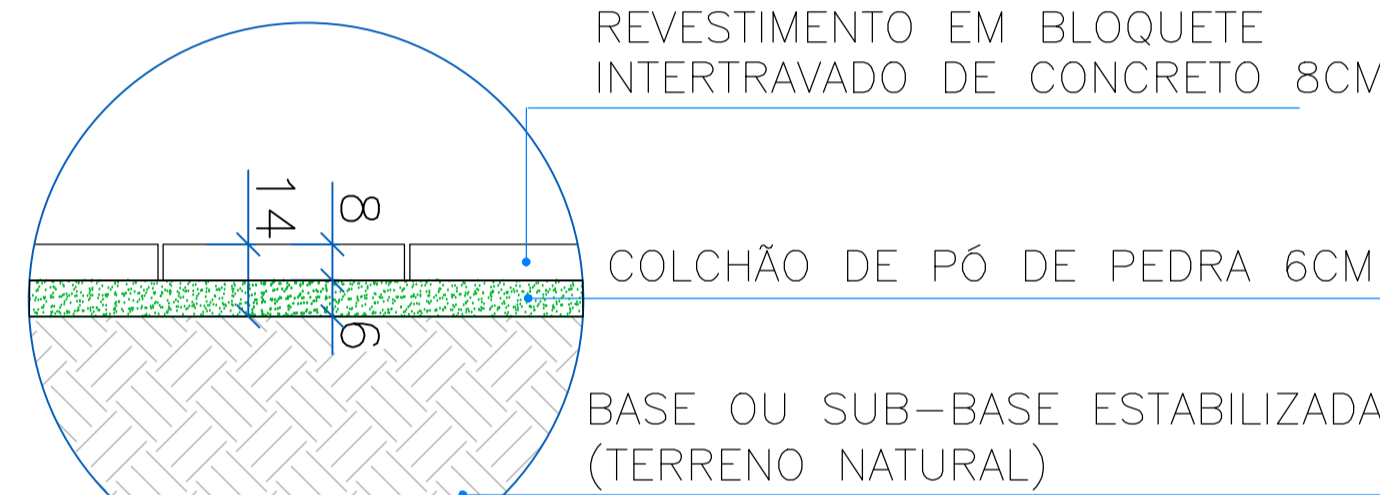 REVESTIMENTO EM BLOQUETE
INTERTRAVADO DE CONCRETO 8CM
14
8
COLCHÃO DE PÓ DE PEDRA 6CM
6
BASE OU SUB-BASE ESTABILIZADA
(TERRENO NATURAL)